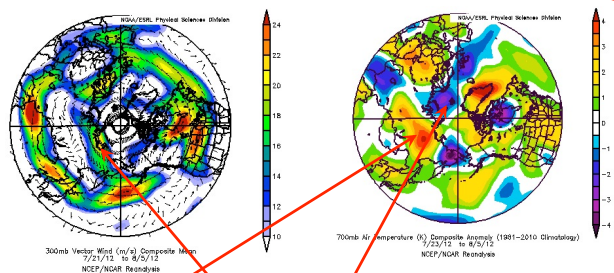 NOAA/ESRL Physical Sciences Division
24
22
20
18
16
14
12
10
300mb Vector Wind (m/s) Composite Mean
7/21/12 to 8/5/12
NCEP/NCAR Reanalysis
NOAA/ESRL Physical Sciences Division
4
3
2
1
0
-1
-2
-3
-4
700mb Air Temperature (K) Composite Anomaly (1981-2010 Climatology)
7/23/12 to 8/5/12
NCEP/NCAR Reanalysis